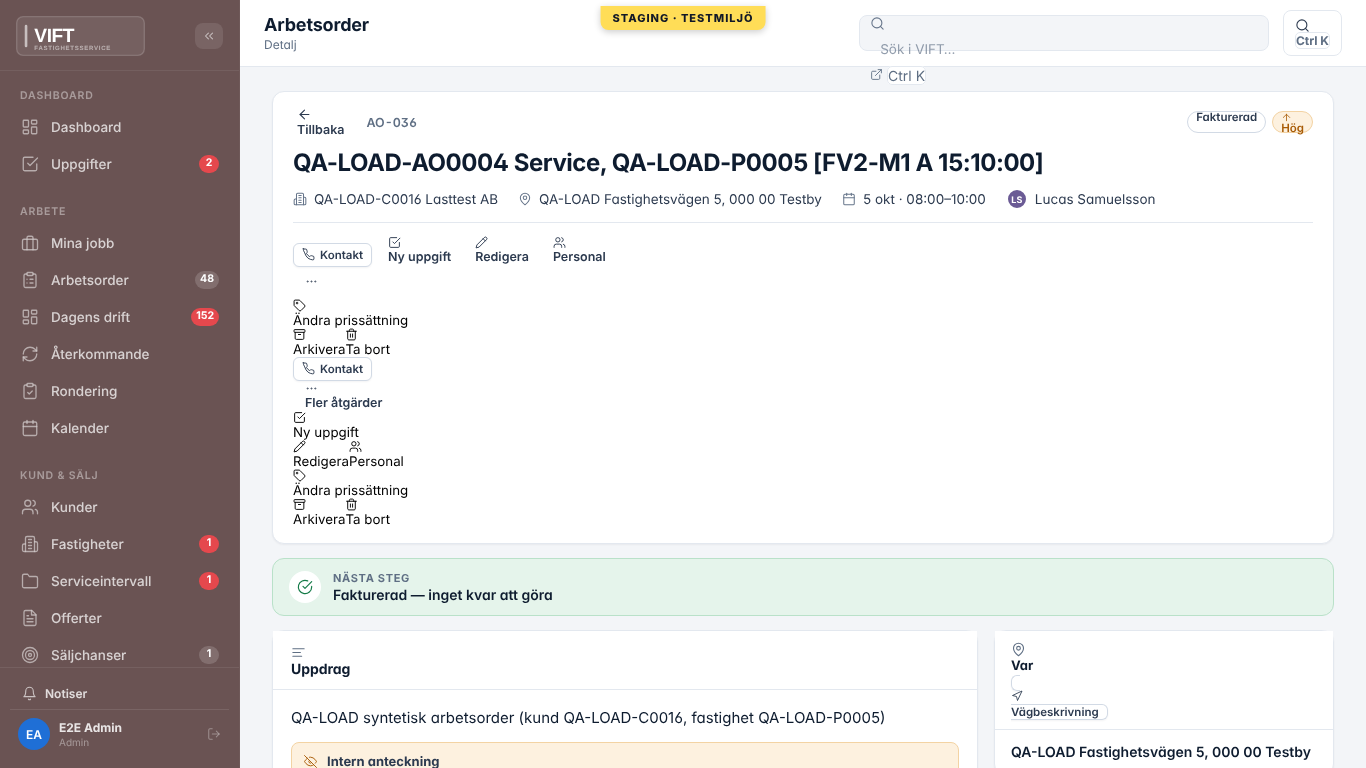 VIFT
FASTIGHETSSERVICE
«
DASHBOARD
Dashboard
Uppgifter 2
ARBETE
Mina jobb
Arbetsorder 48
Dagens drift 152
Återkommande
Rondering
Kalender
KUND & SÄLJ
Kunder
Fastigheter 1
Serviceintervall 1
Offerter
Säljchanser 1
Notiser
EA E2E Admin
Admin
Arbetsorder
Detalj
STAGING · TESTMILJÖ
Sök i VIFT...
Ctrl K
Ctrl K
Tillbaka
AO-036
Fakturerad
Hög
QA-LOAD-AO0004 Service, QA-LOAD-P0005 [FV2-M1 A 15:10:00]
QA-LOAD-C0016 Lasttest AB QA-LOAD Fastighetsvägen 5, 000 00 Testby 5 okt · 08:00–10:00 LS Lucas Samuelsson
Kontakt Ny uppgift Redigera Personal
...
Ändra prissättning
Arkivera Ta bort
Kontakt
...
Fler åtgärder
Ny uppgift
Redigera Personal
Ändra prissättning
Arkivera Ta bort
NÄSTA STEG
Fakturerad — inget kvar att göra
Uppdrag
QA-LOAD syntetisk arbetsorder (kund QA-LOAD-C0016, fastighet QA-LOAD-P0005)
Intern anteckning
Var
Vägbeskrivning
QA-LOAD Fastighetsvägen 5, 000 00 Testby